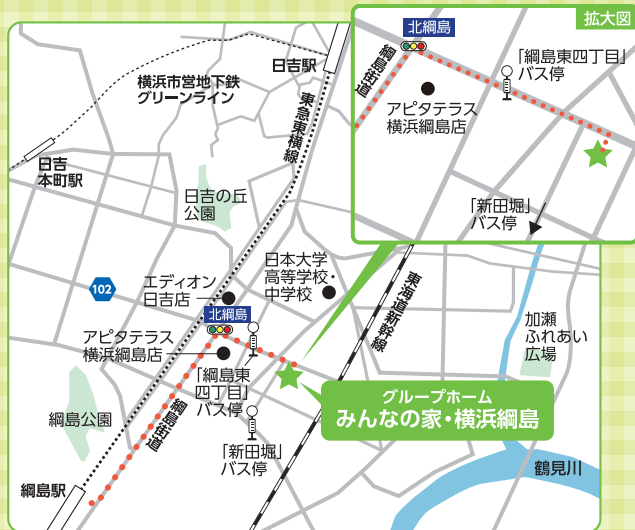 拡大図
北綱島
綱島街道
「綱島東四丁目」
バス停
アピタテラス
横浜綱島店
「新田堀」
バス停
日吉駅
横浜市営地下鉄
グリーンライン
東急東横線
日吉
本町駅
日吉の丘
公園
102
エディオン
日吉店
日本大学
高等学校・
中学校
東海道新幹線
北綱島
アピタテラス
横浜綱島店
「綱島東
四丁目」
バス停
加瀬
ふれあい
広場
グループホーム
みんなの家・横浜綱島
綱島公園
綱島街道
「新田堀」
バス停
鶴見川
綱島駅